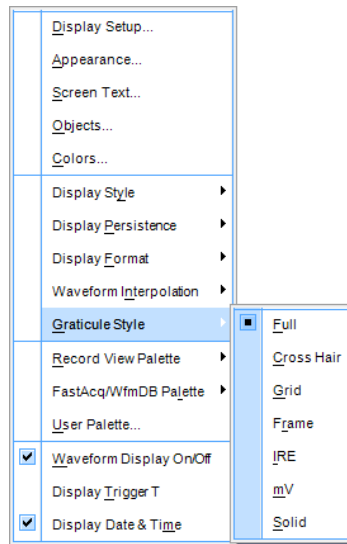 Display Setup...
Appearance...
Screen Text...
Objects...
Colors...
Display Style
Display Persistence
Display Format
Waveform Interpolation
Graticule Style
Full
Cross Hair
Grid
Frame
IRE
mV
Solid
Record View Palette
FastAcq/WfmDB Palette
User Palette...
Waveform Display On/Off
Display Trigger T
Display Date & Time